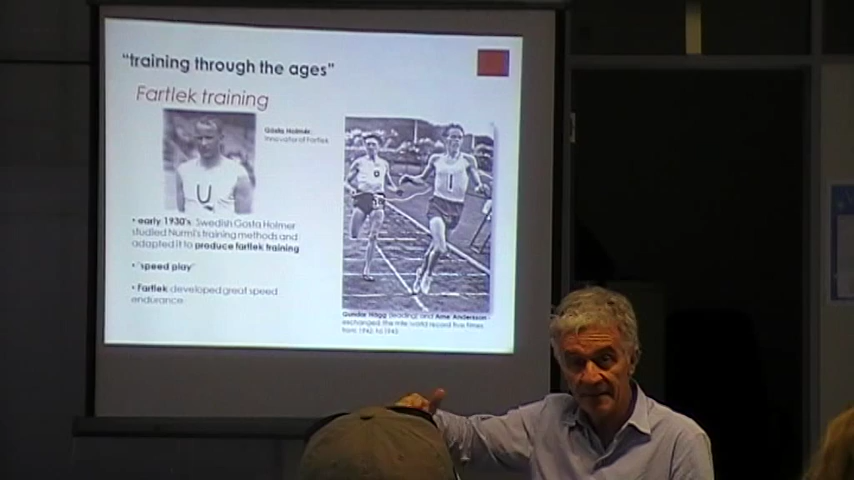 "training through the ages"
Fartlek training
Gösta Holmér:
Innovator of Fartlek
U
• early 1930's: Swedish Gosta Holmer
studied Nurmi's training methods and
adapted it to produce fartlek training
• "speed play"
• Fartlek developed great speed
endurance
Gundar Hagg (leading) and Arne Andersson -
exchanged the mile world record five times
from 1942 to 1945